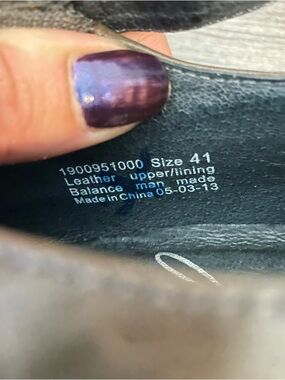 1900951000 Size 41
Leather upper/lining
Balance man made
Made in China 05-03-13